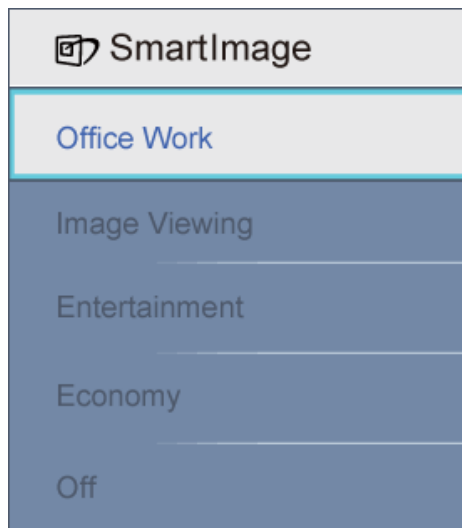 SmartImage
Office Work
Image Viewing
Entertainment
Economy
Off